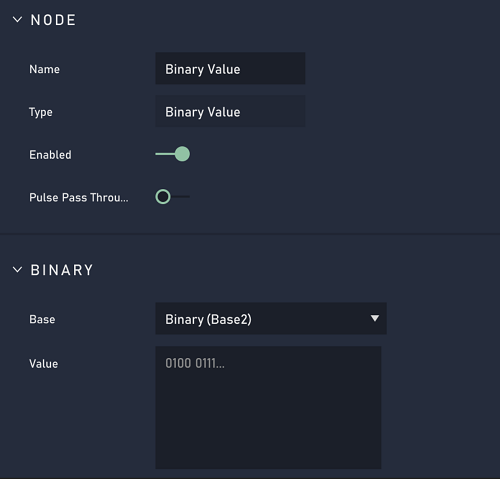 NODE
Name
Binary Value
Type
Binary Value
Enabled
Pulse Pass Throu...
BINARY
Base
Binary (Base2)
Value
0100 0111...